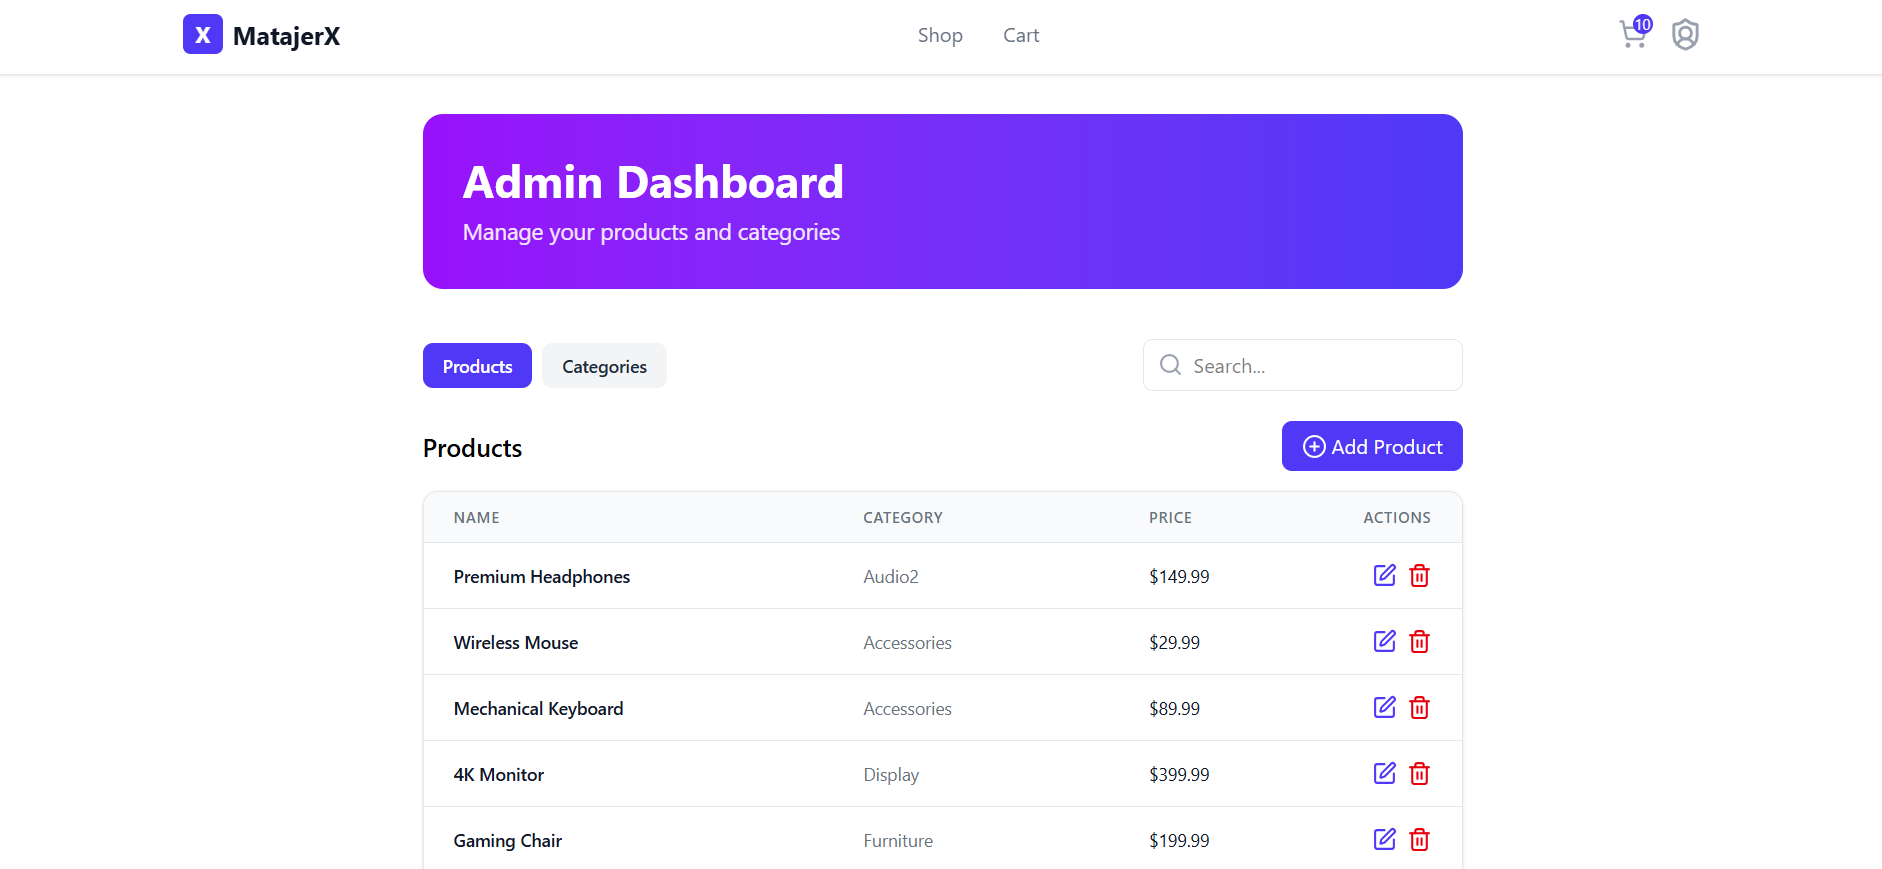 X MatajerX Shop Cart 10
Admin Dashboard
Manage your products and categories
Products Categories Search...
Products Add Product
NAME CATEGORY PRICE ACTIONS
Premium Headphones Audio2 $149.99
Wireless Mouse Accessories $29.99
Mechanical Keyboard Accessories $89.99
4K Monitor Display $399.99
Gaming Chair Furniture $199.99